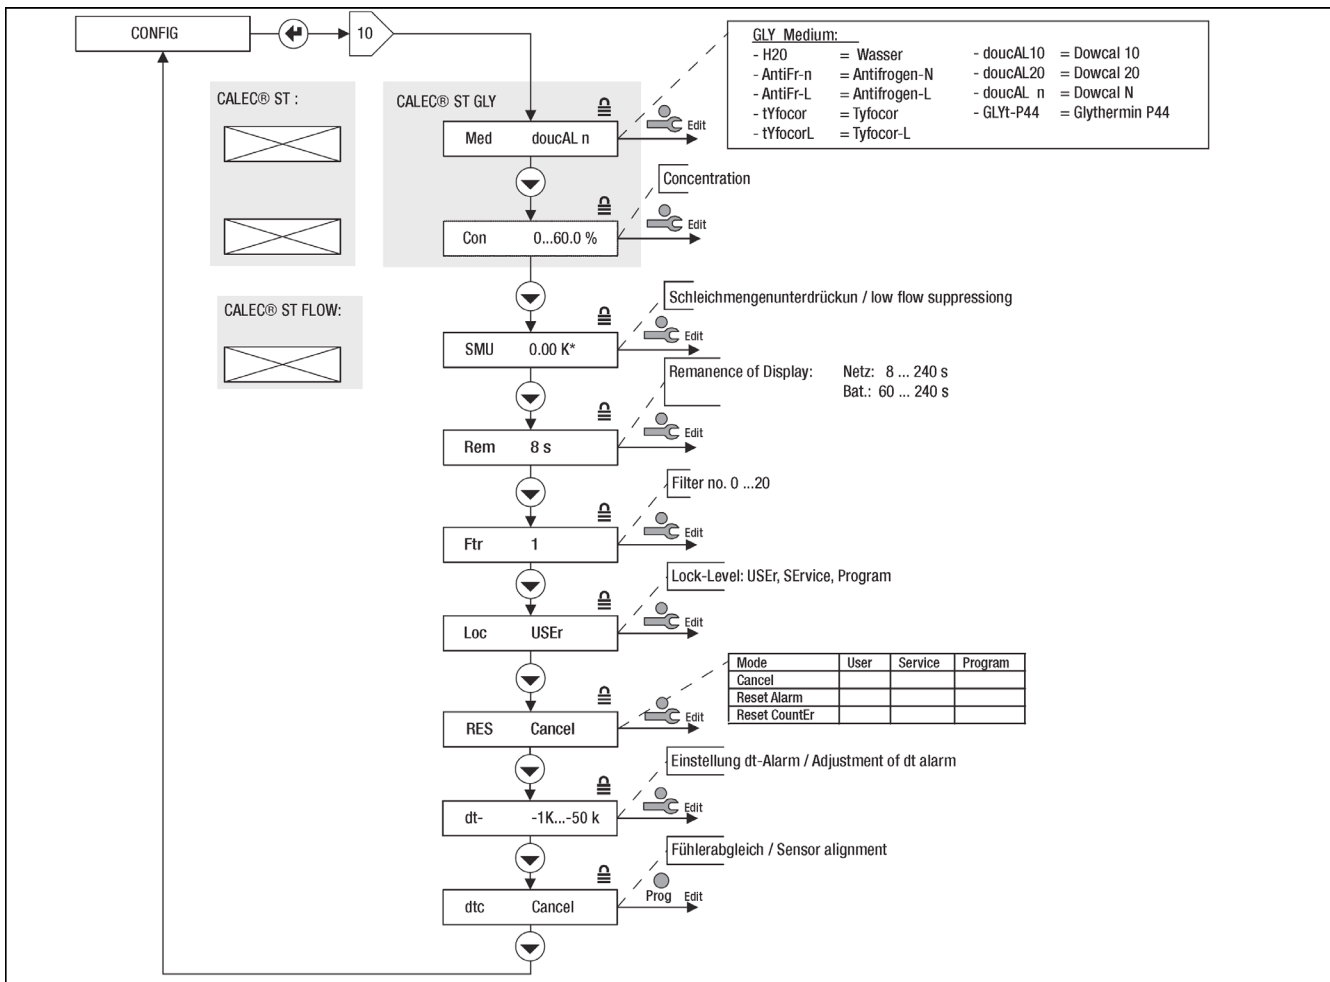 CONFIG
10
GLY Medium:
- H20 = Wasser
- AntiFr-n = Antifrogen-N
- AntiFr-L = Antifrogen-L
- tYfocor = Tyfocor
- tYfocorL = Tyfocor-L
- doucAL10 = Dowcal 10
- doucAL20 = Dowcal 20
- doucAL n = Dowcal N
- GLYt-P44 = Glythermin P44
CALEC® ST :
CALEC® ST GLY
Med doucAL n
Edit
Concentration
Con 0...60.0 %
Edit
CALEC® ST FLOW:
Schleichmengenunterdrückun / low flow suppressiong
SMU 0.00 K*
Edit
Remanence of Display: Netz: 8 ... 240 s
Bat.: 60 ... 240 s
Rem 8 s
Edit
Filter no. 0 ...20
Ftr 1
Edit
Lock-Level: USEr, SErvice, Program
Loc USEr
Edit
Mode User Service Program
Cancel
Reset Alarm
Reset CountEr
RES Cancel
Edit
Einstellung dt-Alarm / Adjustment of dt alarm
dt- -1K...-50 k
Edit
Fühlerabgleich / Sensor alignment
dtc Cancel
Prog Edit